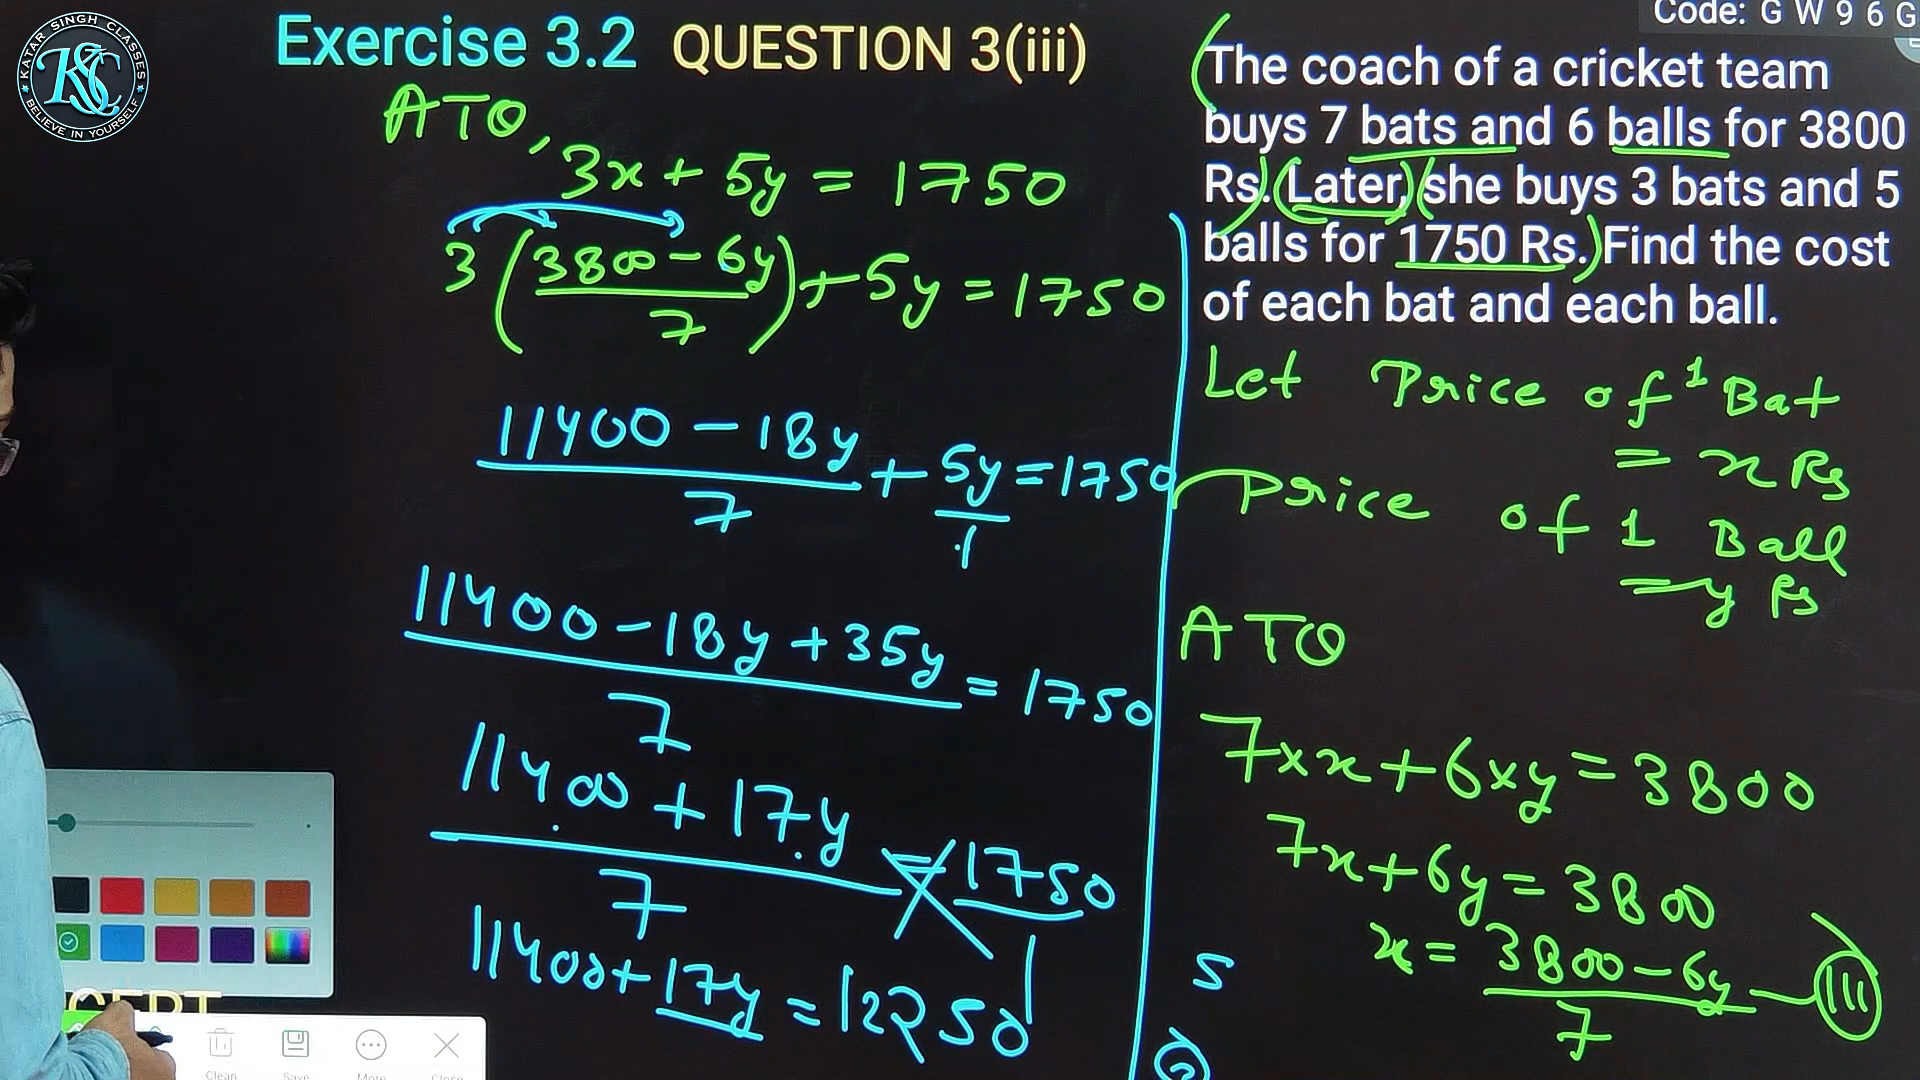 KATAR SINGH CLASSES
KSC
BELIEVE IN YOURSELF
Exercise 3.2 QUESTION 3(iii)
Code: G W 9 6 G
ATQ,
3x + 5y = 1750
3 (3800 - 6y / 7) + 5y = 1750
11400 - 18y / 7 + 5y / 1 = 1750
11400 - 18y + 35y / 7 = 1750
11400 + 17y / 7 = 1750 / 1
11400 + 17y = 12250
The coach of a cricket team
buys 7 bats and 6 balls for 3800
Rs. Later, she buys 3 bats and 5
balls for 1750 Rs. Find the cost
of each bat and each ball.
Let Price of 1 Bat
= x Rs
Price of 1 Ball
= y Rs
ATQ
7 x x + 6 x y = 3800
7x + 6y = 3800
x = 3800 - 6y / 7 — III
S
Clean Save More Close